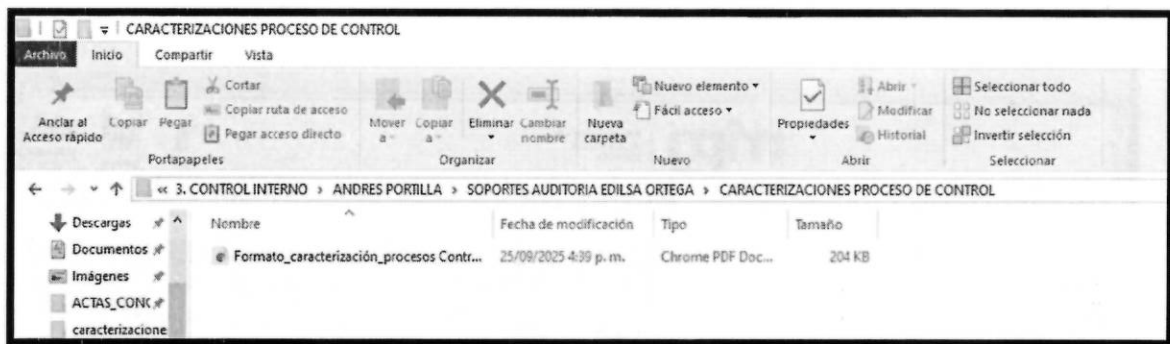 CARACTERIZACIONES PROCESO DE CONTROL
Archivo Inicio Compartir Vista
Anclar al Acceso rápido
Copiar
Pegar
Cortar
Copiar ruta de acceso
Pegar acceso directo
Portapapeles
Mover a
Copiar a
Eliminar
Cambiar nombre
Organizar
Nueva carpeta
Nuevo elemento
Fácil acceso
Nuevo
Propiedades
Abrir
Modificar
Historial
Abrir
Seleccionar todo
No seleccionar nada
Invertir selección
Seleccionar
« 3. CONTROL INTERNO > ANDRES PORTILLA > SOPORTES AUDITORIA EDILSA ORTEGA > CARACTERIZACIONES PROCESO DE CONTROL
Descargas
Documentos
Imágenes
ACTAS_CONC
caracterizacione
Nombre Fecha de modificación Tipo Tamaño
Formato_caracterización_procesos Contr... 25/09/2025 4:39 p. m. Chrome PDF Doc... 204 KB